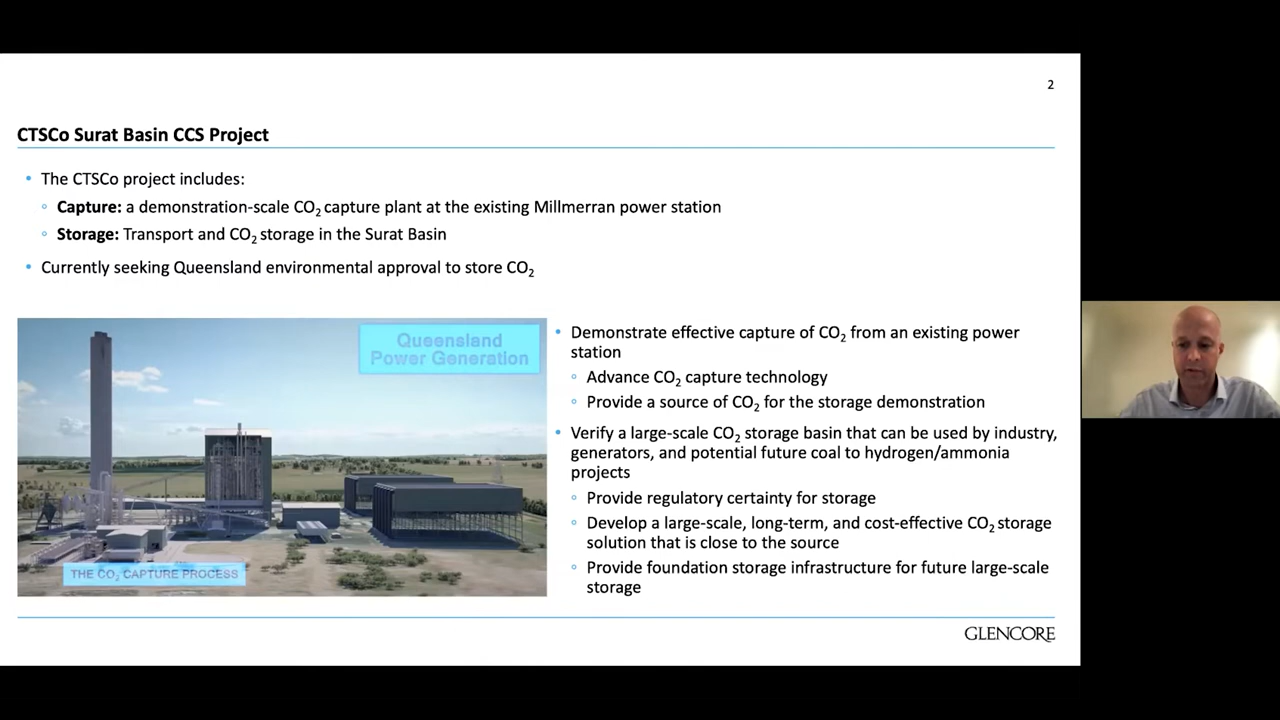 2
CTSCo Surat Basin CCS Project
• The CTSCo project includes:
◦ Capture: a demonstration-scale CO₂ capture plant at the existing Millmerran power station
◦ Storage: Transport and CO₂ storage in the Surat Basin
• Currently seeking Queensland environmental approval to store CO₂
Queensland
Power Generation
THE CO₂ CAPTURE PROCESS
• Demonstrate effective capture of CO₂ from an existing power
station
◦ Advance CO₂ capture technology
◦ Provide a source of CO₂ for the storage demonstration
• Verify a large-scale CO₂ storage basin that can be used by industry,
generators, and potential future coal to hydrogen/ammonia
projects
◦ Provide regulatory certainty for storage
◦ Develop a large-scale, long-term, and cost-effective CO₂ storage
solution that is close to the source
◦ Provide foundation storage infrastructure for future large-scale
storage
GLENCORE